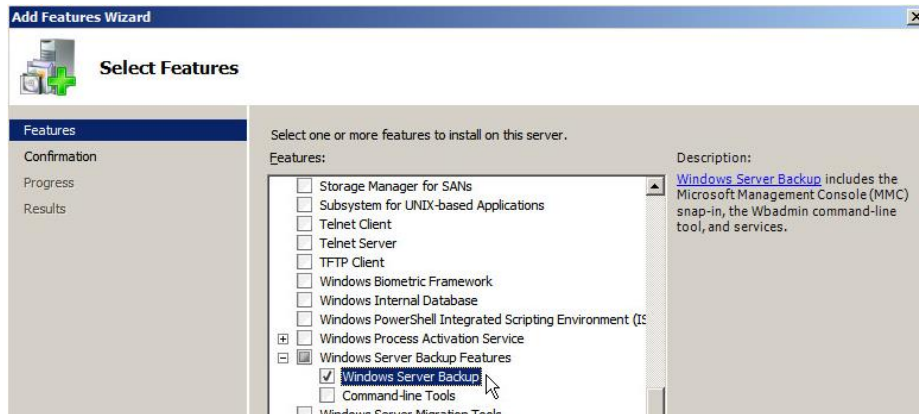 Add Features Wizard
Select Features
Features
Confirmation
Progress
Results
Select one or more features to install on this server.
Features:
Storage Manager for SANs
Subsystem for UNIX-based Applications
Telnet Client
Telnet Server
TFTP Client
Windows Biometric Framework
Windows Internal Database
Windows PowerShell Integrated Scripting Environment (IS
Windows Process Activation Service
Windows Server Backup Features
Windows Server Backup
Command-line Tools
Windows Server Migration Tools
Description:
Windows Server Backup includes the
Microsoft Management Console (MMC)
snap-in, the Wbadmin command-line
tool, and services.